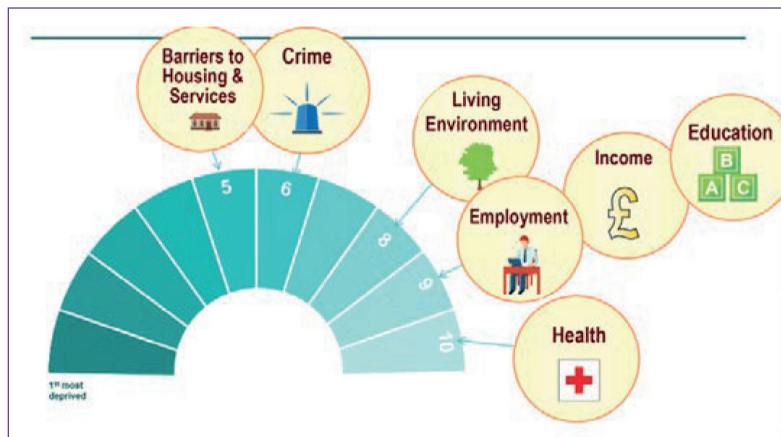 Barriers to
Housing &
Services
Crime
Living
Environment
Income
Education
B
A C
£
Employment
Health
5
6
8
9
10
1st most
deprived